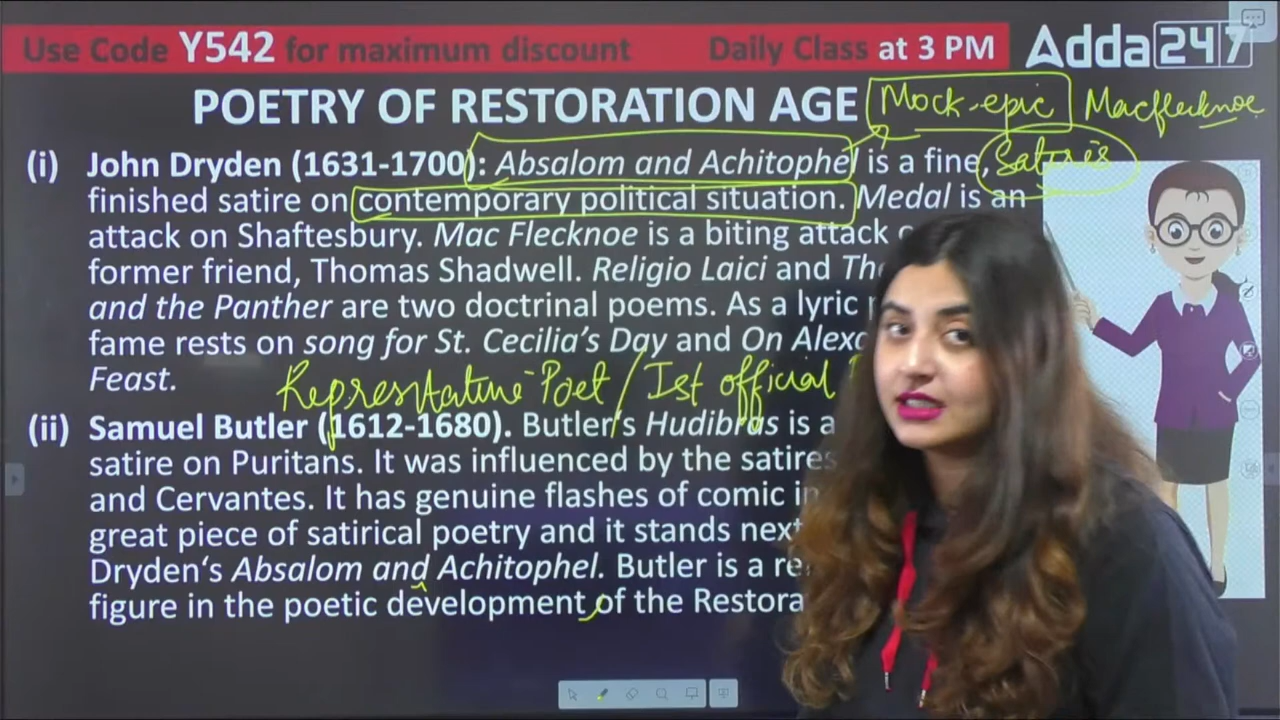 Use Code Y542 for maximum discount Daily Class at 3 PM Adda247
POETRY OF RESTORATION AGE Mock-epic Macflecknoe
(i) John Dryden (1631-1700): Absalom and Achitophel is a fine, Satires
finished satire on contemporary political situation. Medal is an
attack on Shaftesbury. Mac Flecknoe is a biting attack
former friend, Thomas Shadwell. Religio Laici and
and the Panther are two doctrinal poems. As a lyric
fame rests on song for St. Cecilia's Day and On
Feast.
Represtative Poet / Ist official
(ii) Samuel Butler (1612-1680). Butler's Hudibras is a
satire on Puritans. It was influenced by the satires
and Cervantes. It has genuine flashes of comic
great piece of satirical poetry and it stands next
Dryden's Absalom and Achitophel. Butler is a
figure in the poetic development of the